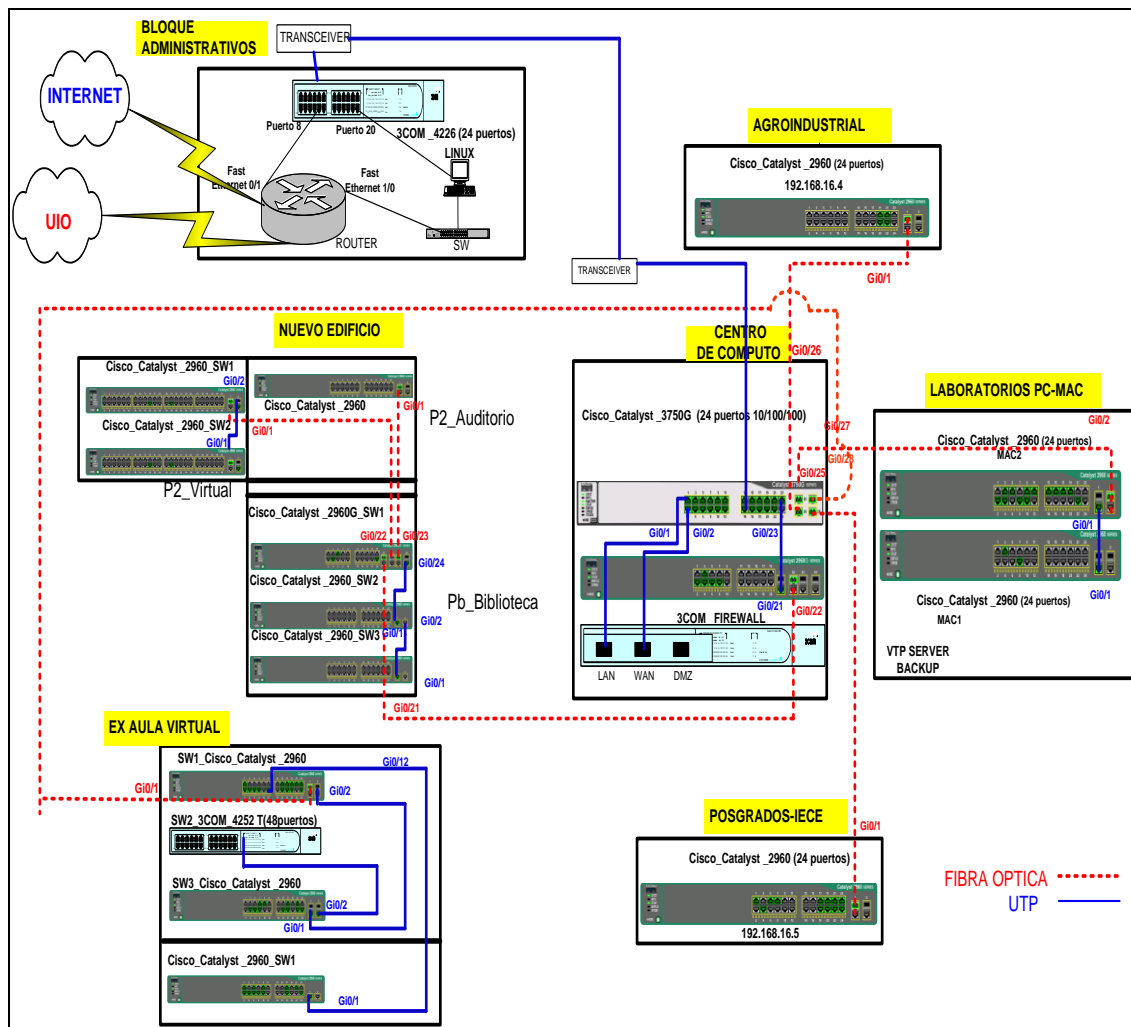 BLOQUE
ADMINISTRATIVOS
TRANSCEIVER
INTERNET
UIO
Puerto 8
Puerto 20
3COM _4226 (24 puertos)
LINUX
Fast
Ethernet 0/1
Fast
Ethernet 1/0
ROUTER
SW
TRANSCEIVER
AGROINDUSTRIAL
Cisco_Catalyst _2960 (24 puertos)
192.168.16.4
Gi0/1
NUEVO EDIFICIO
Cisco_Catalyst _2960_SW1
Gi0/2
Cisco_Catalyst _2960_SW2
Gi0/1
Gi0/1
Cisco_Catalyst _2960
Gi0/1
P2_Auditorio
P2_Virtual
Cisco_Catalyst _2960G_SW1
Gi0/22
Gi0/23
Gi0/24
Cisco_Catalyst _2960_SW2
Gi0/1
Gi0/2
Pb_Biblioteca
Cisco_Catalyst _2960_SW3
Gi0/1
Gi0/21
CENTRO
DE COMPUTO
Gi0/26
Cisco_Catalyst _3750G (24 puertos 10/100/100)
Gi0/27
Gi0/28
Gi0/25
Gi0/1
Gi0/2
Gi0/23
Gi0/21
Gi0/22
3COM_FIREWALL
LAN
WAN
DMZ
LABORATORIOS PC-MAC
Gi0/2
Cisco_Catalyst _2960 (24 puertos)
MAC2
Gi0/1
Gi0/1
Cisco_Catalyst _2960 (24 puertos)
MAC1
VTP SERVER
BACKUP
EX AULA VIRTUAL
SW1_Cisco_Catalyst _2960
Gi0/12
Gi0/1
Gi0/2
SW2_3COM_4252 T(48puertos)
SW3_Cisco_Catalyst _2960
Gi0/2
Gi0/1
Cisco_Catalyst _2960_SW1
Gi0/1
POSGRADOS-IECE
Gi0/1
Cisco_Catalyst _2960 (24 puertos)
192.168.16.5
FIBRA OPTICA
UTP